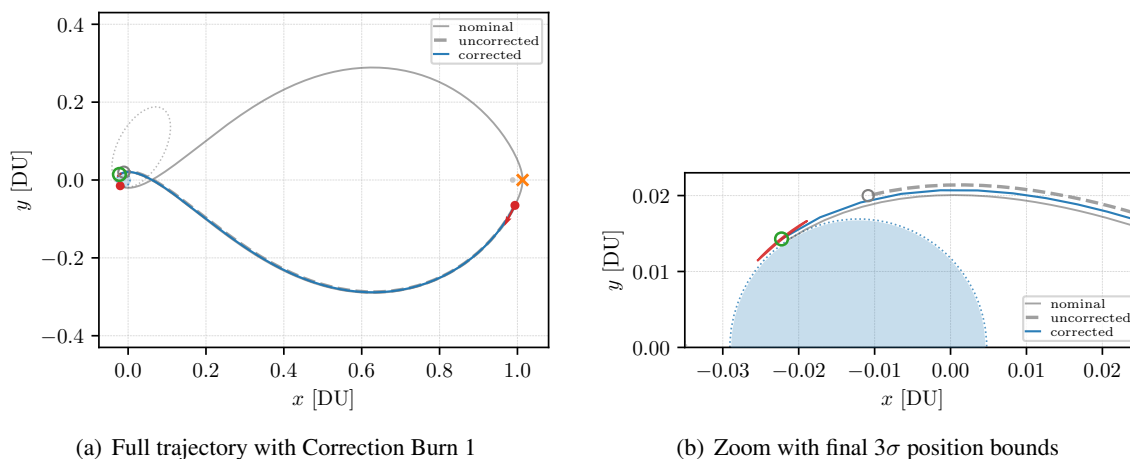 0.4
0.2
0.0
−0.2
−0.4
y [DU]
0.0 0.2 0.4 0.6 0.8 1.0
x [DU]
nominal
uncorrected
corrected
(a) Full trajectory with Correction Burn 1
0.02
0.01
0.00
y [DU]
−0.03 −0.02 −0.01 0.00 0.01 0.02
x [DU]
nominal
uncorrected
corrected
(b) Zoom with final 3σ position bounds